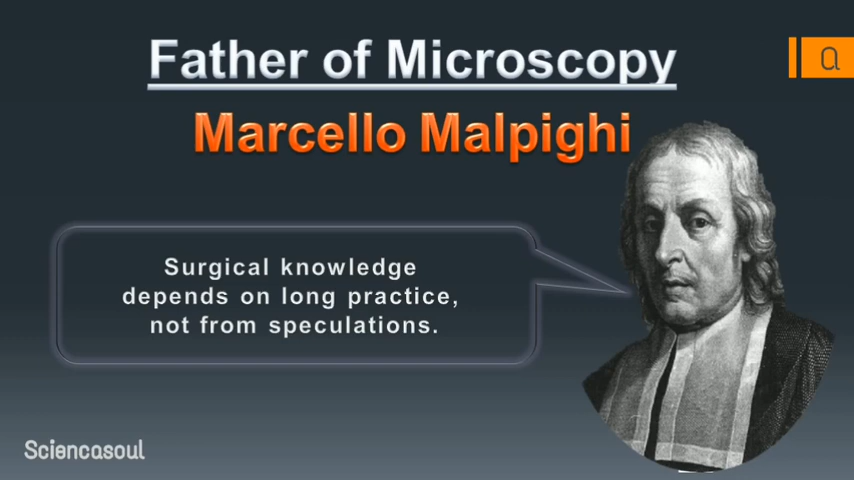 Father of Microscopy
a
Marcello Malpighi
Surgical knowledge
depends on long practice,
not from speculations.
Sciencasoul